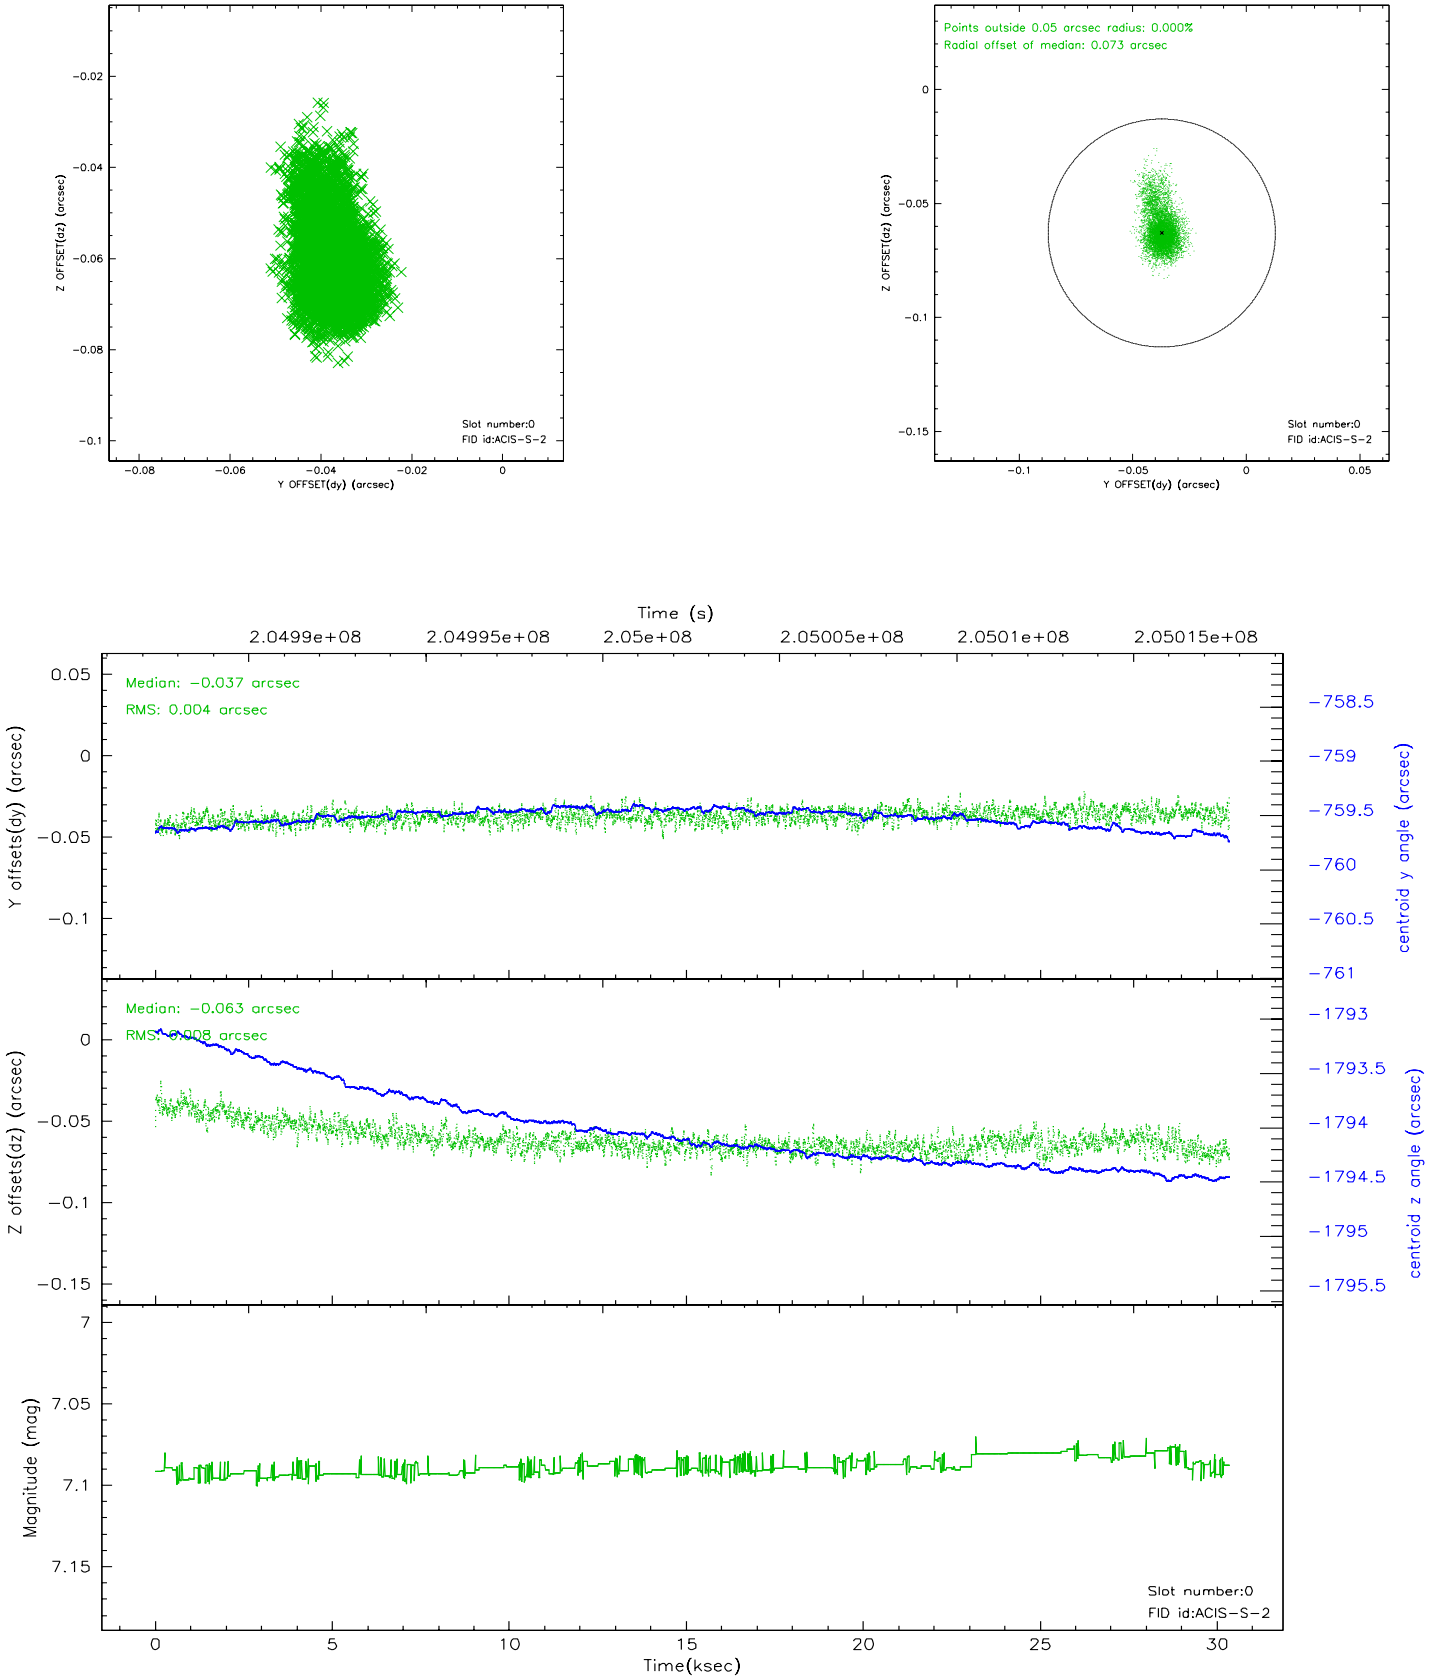 Points outside 0.05 arcsec radius: 0.000%
Radial offset of median: 0.073 arcsec
−0.02
−0.04
−0.06
−0.08
−0.1
Z OFFSET(dz) (arcsec)
Slot number:0
FID id:ACIS−S−2
−0.08
−0.06
−0.04
−0.02
0
Y OFFSET(dy) (arcsec)
0
−0.05
−0.1
−0.15
Z OFFSET(dz) (arcsec)
Slot number:0
FID id:ACIS−S−2
−0.1
−0.05
0
0.05
Y OFFSET(dy) (arcsec)
Time (s)
2.0499e+08
2.04995e+08
2.05e+08
2.05005e+08
2.0501e+08
2.05015e+08
Median: −0.037 arcsec
RMS: 0.004 arcsec
0.05
0
−0.05
−0.1
Y offsets(dy) (arcsec)
−758.5
−759
−759.5
−760
−760.5
−761
centroid y angle (arcsec)
Median: −0.063 arcsec
RMS: 0.008 arcsec
0
−0.05
−0.1
−0.15
Z offsets(dz) (arcsec)
−1793
−1793.5
−1794
−1794.5
−1795
−1795.5
centroid z angle (arcsec)
7
7.05
7.1
7.15
Magnitude (mag)
Slot number:0
FID id:ACIS−S−2
0
5
10
15
20
25
30
Time(ksec)